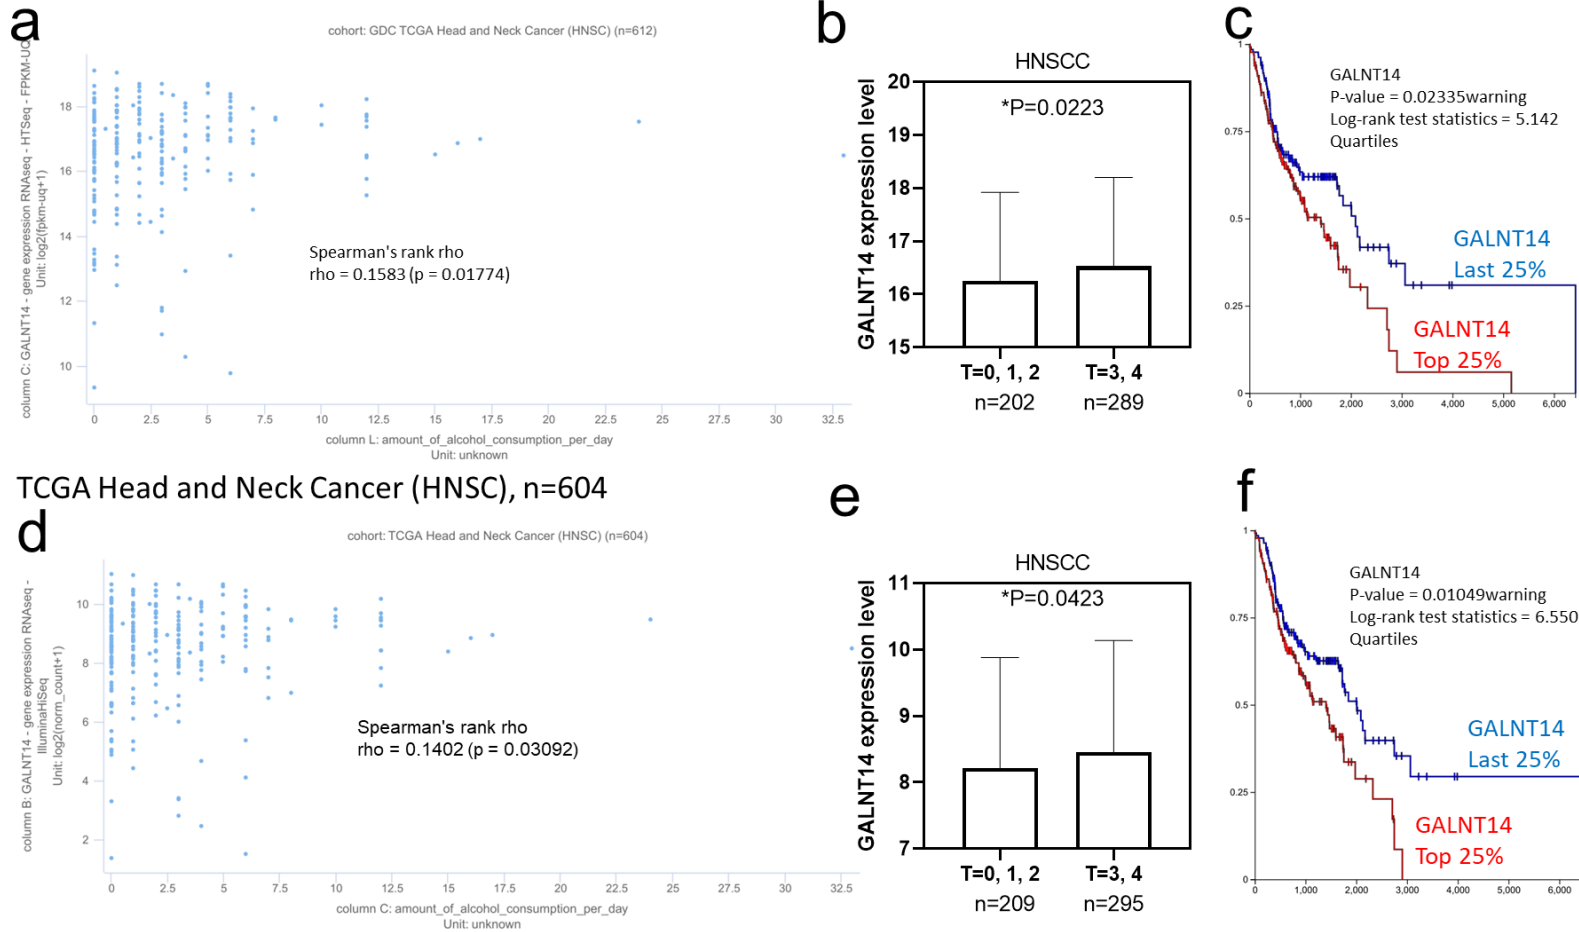 a
cohort: GDC TCGA Head and Neck Cancer (HNSC) (n=612)
column C: GALNT14 - gene expression RNAseq - HTSeq - FPKM-UQ
Unit: log2(fpkm-uq+1)
18
16
14
12
10
Spearman's rank rho
rho = 0.1583 (p = 0.01774)
0 2.5 5 7.5 10 12.5 15 17.5 20 22.5 25 27.5 30 32.5
column L: amount_of_alcohol_consumption_per_day
Unit: unknown
b
HNSCC
GALNT14 expression level
20
19
18
17
16
15
*P=0.0223
T=0, 1, 2 T=3, 4
n=202 n=289
c
1
0.75
0.5
0.25
0
GALNT14
P-value = 0.02335warning
Log-rank test statistics = 5.142
Quartiles
GALNT14
Last 25%
GALNT14
Top 25%
0 1,000 2,000 3,000 4,000 5,000 6,000
TCGA Head and Neck Cancer (HNSC), n=604
d
cohort: TCGA Head and Neck Cancer (HNSC) (n=604)
column B: GALNT14 - gene expression RNAseq -
IlluminaHiSeq
Unit: log2(norm_count+1)
10
8
6
4
2
Spearman's rank rho
rho = 0.1402 (p = 0.03092)
0 2.5 5 7.5 10 12.5 15 17.5 20 22.5 25 27.5 30 32.5
column C: amount_of_alcohol_consumption_per_day
Unit: unknown
e
HNSCC
GALNT14 expression level
11
10
9
8
7
*P=0.0423
T=0, 1, 2 T=3, 4
n=209 n=295
f
1
0.75
0.5
0.25
0
GALNT14
P-value = 0.01049warning
Log-rank test statistics = 6.550
Quartiles
GALNT14
Last 25%
GALNT14
Top 25%
0 1,000 2,000 3,000 4,000 5,000 6,000